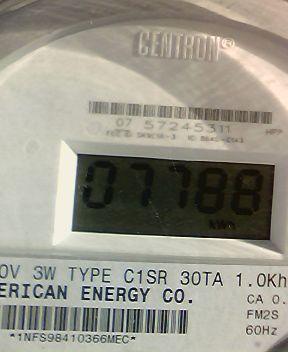 CENTRON®
07 57245311
07788
kWh
0V 3W TYPE C1SR 30TA 1.0Kh
ERICAN ENERGY CO.
CA 0.
FM2S
60Hz
*1NFS98410366MEC*